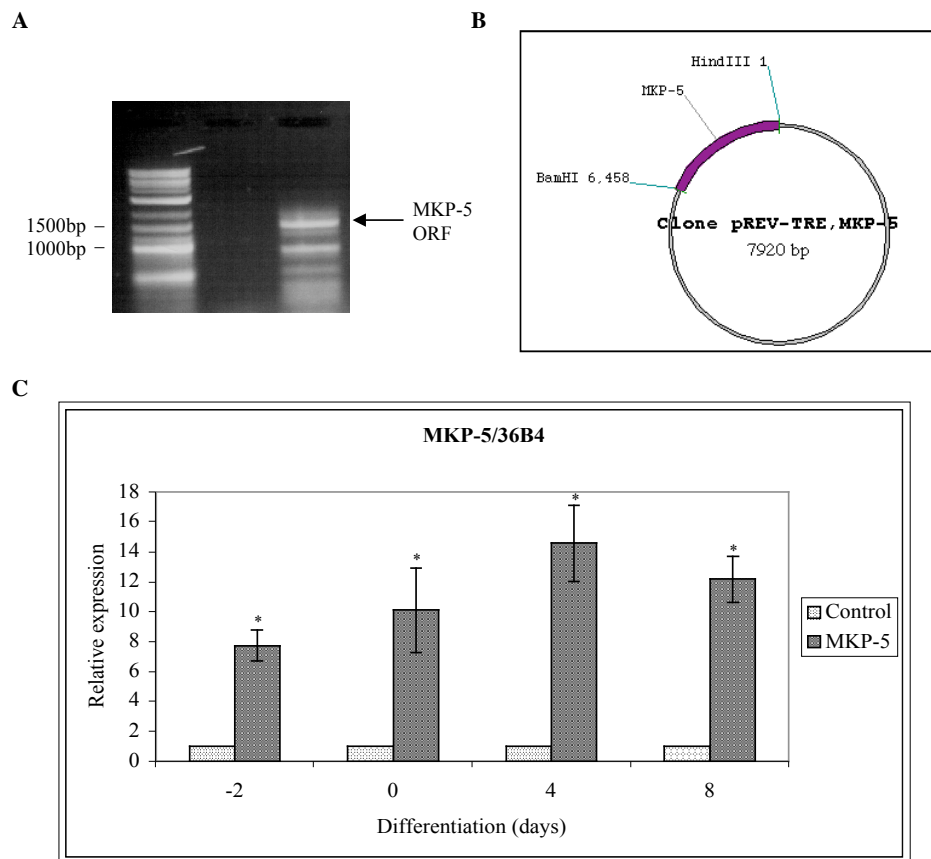 A
1500bp
1000bp
MKP-5
ORF
B
HindIII 1
MKP-5
BamHI 6,458
Clone pREV-TRE,MKP-5
7920 bp
C
MKP-5/36B4
Relative expression
18
16
14
12
10
8
6
4
2
0
*
*
*
*
-2
0
4
8
Differentiation (days)
Control
MKP-5